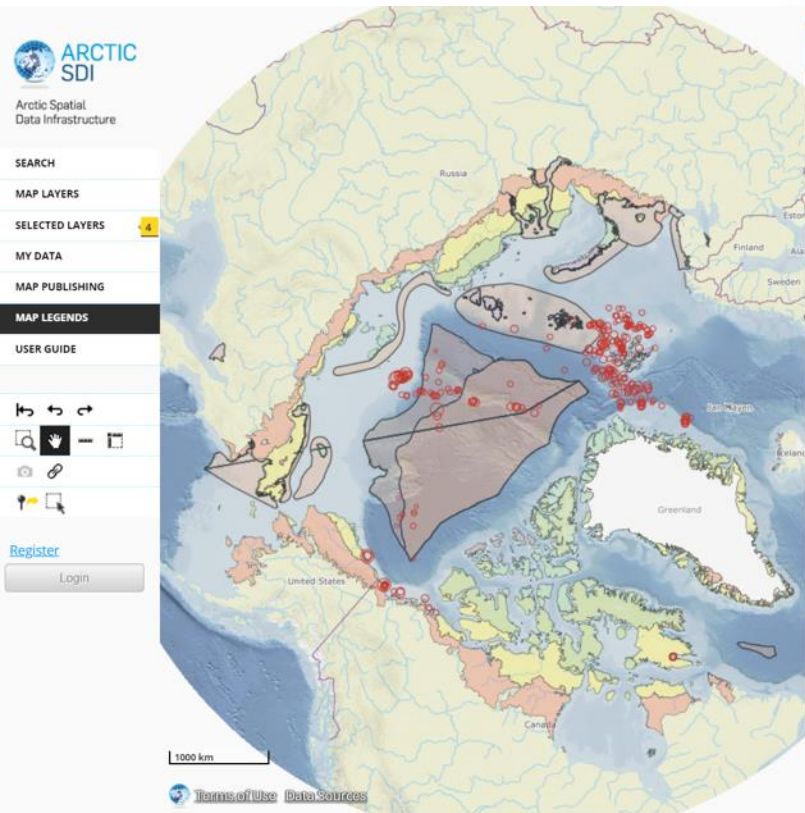 ARCTIC
SDI
Arctic Spatial
Data Infrastructure
SEARCH
MAP LAYERS
SELECTED LAYERS 4
MY DATA
MAP PUBLISHING
MAP LEGENDS
USER GUIDE
Register
Login
Russia
Finland
Sweden
Jan Mayen
Iceland
Greenland
United States
Canada
1000 km
Terms of Use Data Sources